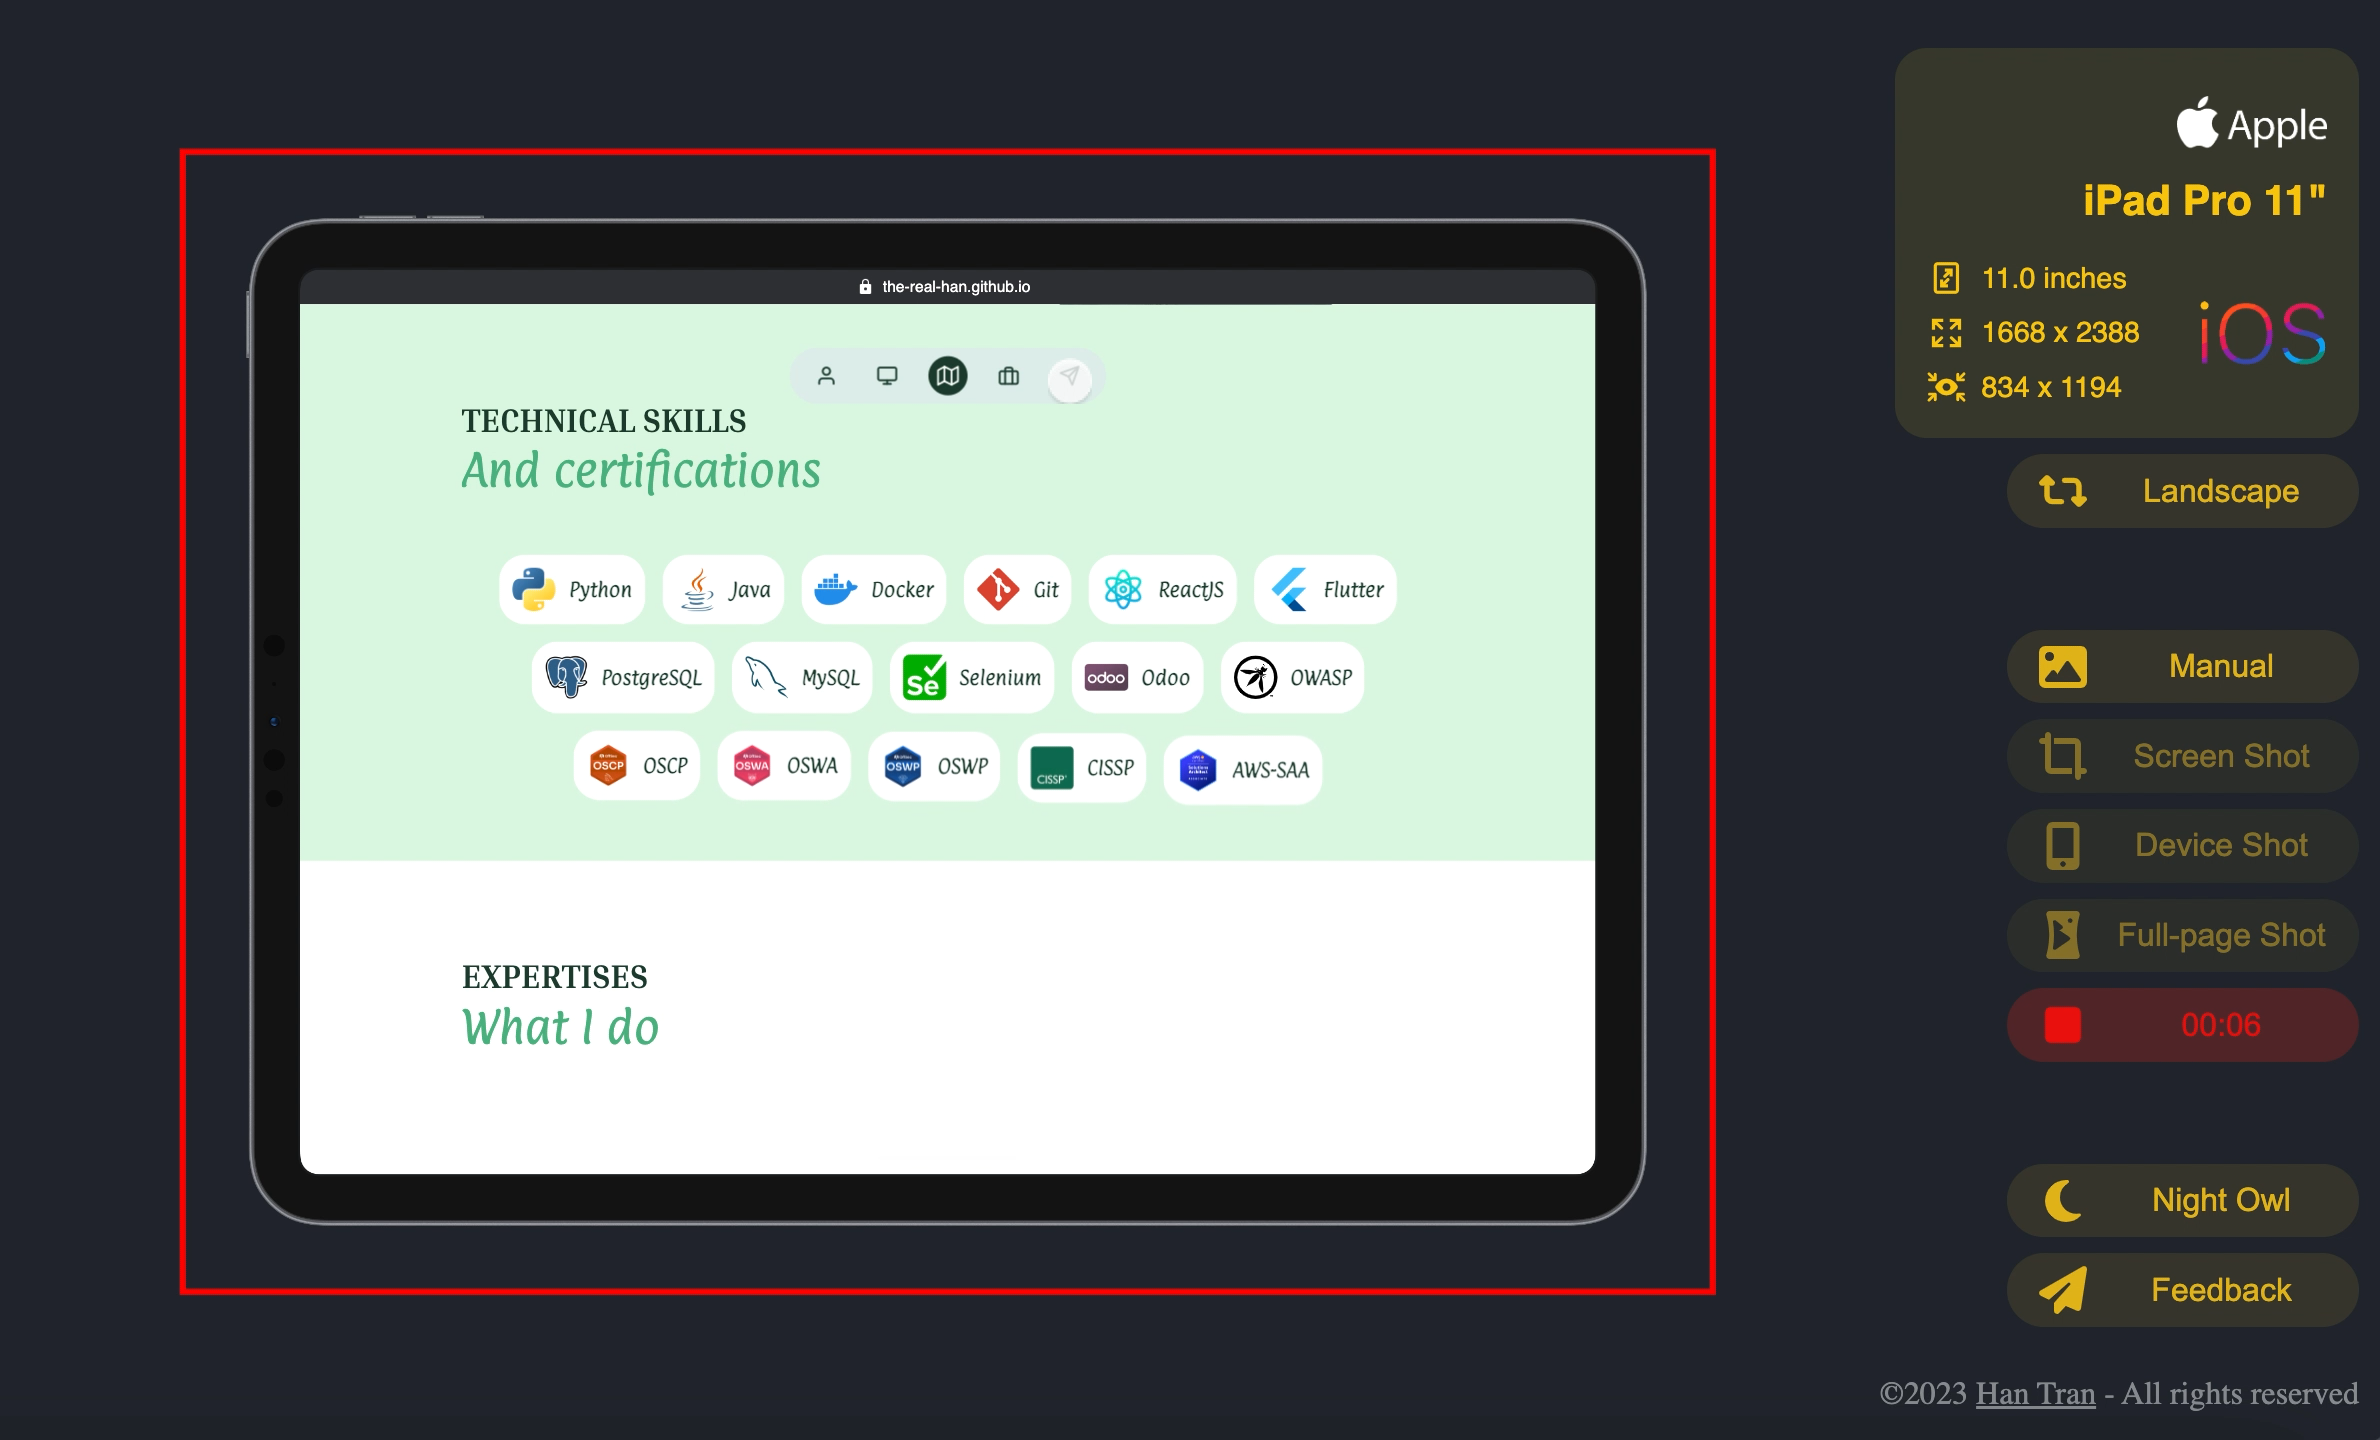 the-real-han.github.io
TECHNICAL SKILLS
And certifications
Python Java Docker Git ReactJS Flutter
PostgreSQL MySQL Se Selenium odoo Odoo OWASP
OSCP OSCP OSWA OSWA OSWP OSWP CISSP CISSP AWS-SAA
EXPERTISES
What I do
Apple
iPad Pro 11"
11.0 inches
1668 x 2388
iOS
834 x 1194
Landscape
Manual
Screen Shot
Device Shot
Full-page Shot
00:06
Night Owl
Feedback
©2023 Han Tran - All rights reserved